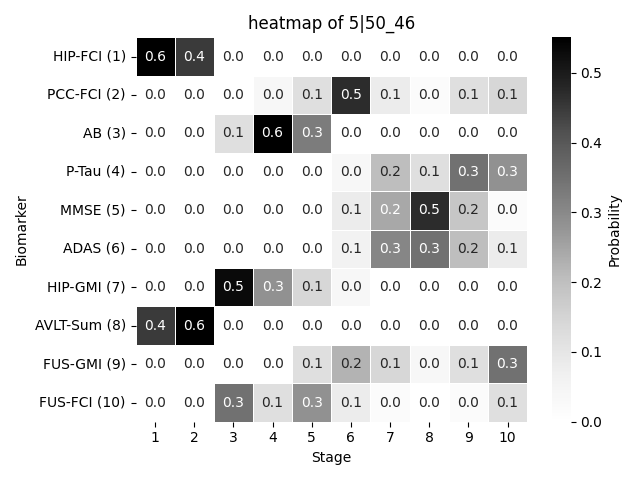 heatmap of 5|50_46
HIP-FCI (1) 0.6 0.4 0.0 0.0 0.0 0.0 0.0 0.0 0.0 0.0
PCC-FCI (2) 0.0 0.0 0.0 0.0 0.1 0.5 0.1 0.0 0.1 0.1
AB (3) 0.0 0.0 0.1 0.6 0.3 0.0 0.0 0.0 0.0 0.0
P-Tau (4) 0.0 0.0 0.0 0.0 0.0 0.0 0.2 0.1 0.3 0.3
MMSE (5) 0.0 0.0 0.0 0.0 0.0 0.1 0.2 0.5 0.2 0.0
ADAS (6) 0.0 0.0 0.0 0.0 0.0 0.1 0.3 0.3 0.2 0.1
HIP-GMI (7) 0.0 0.0 0.5 0.3 0.1 0.0 0.0 0.0 0.0 0.0
AVLT-Sum (8) 0.4 0.6 0.0 0.0 0.0 0.0 0.0 0.0 0.0 0.0
FUS-GMI (9) 0.0 0.0 0.0 0.0 0.1 0.2 0.1 0.0 0.1 0.3
FUS-FCI (10) 0.0 0.0 0.3 0.1 0.3 0.1 0.0 0.0 0.0 0.1
1 2 3 4 5 6 7 8 9 10
Stage
Biomarker
0.5
0.4
0.3
0.2
0.1
0.0
Probability